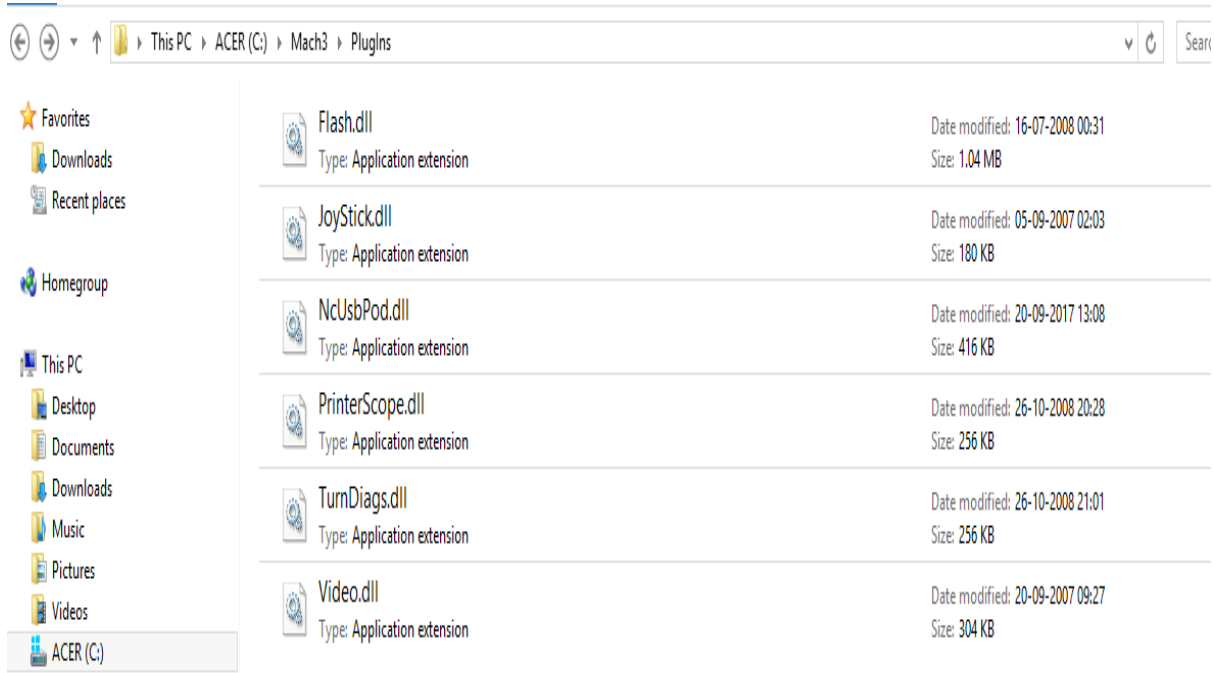 This PC ACER (C:) Mach3 PlugIns
Sear
Favorites
Downloads
Recent places
Homegroup
This PC
Desktop
Documents
Downloads
Music
Pictures
Videos
ACER (C:)
Flash.dll
Type: Application extension
Date modified: 16-07-2008 00:31
Size: 1.04 MB
JoyStick.dll
Type: Application extension
Date modified: 05-09-2007 02:03
Size: 180 KB
NcUsbPod.dll
Type: Application extension
Date modified: 20-09-2017 13:08
Size: 416 KB
PrinterScope.dll
Type: Application extension
Date modified: 26-10-2008 20:28
Size: 256 KB
TurnDiags.dll
Type: Application extension
Date modified: 26-10-2008 21:01
Size: 256 KB
Video.dll
Type: Application extension
Date modified: 20-09-2007 09:27
Size: 304 KB